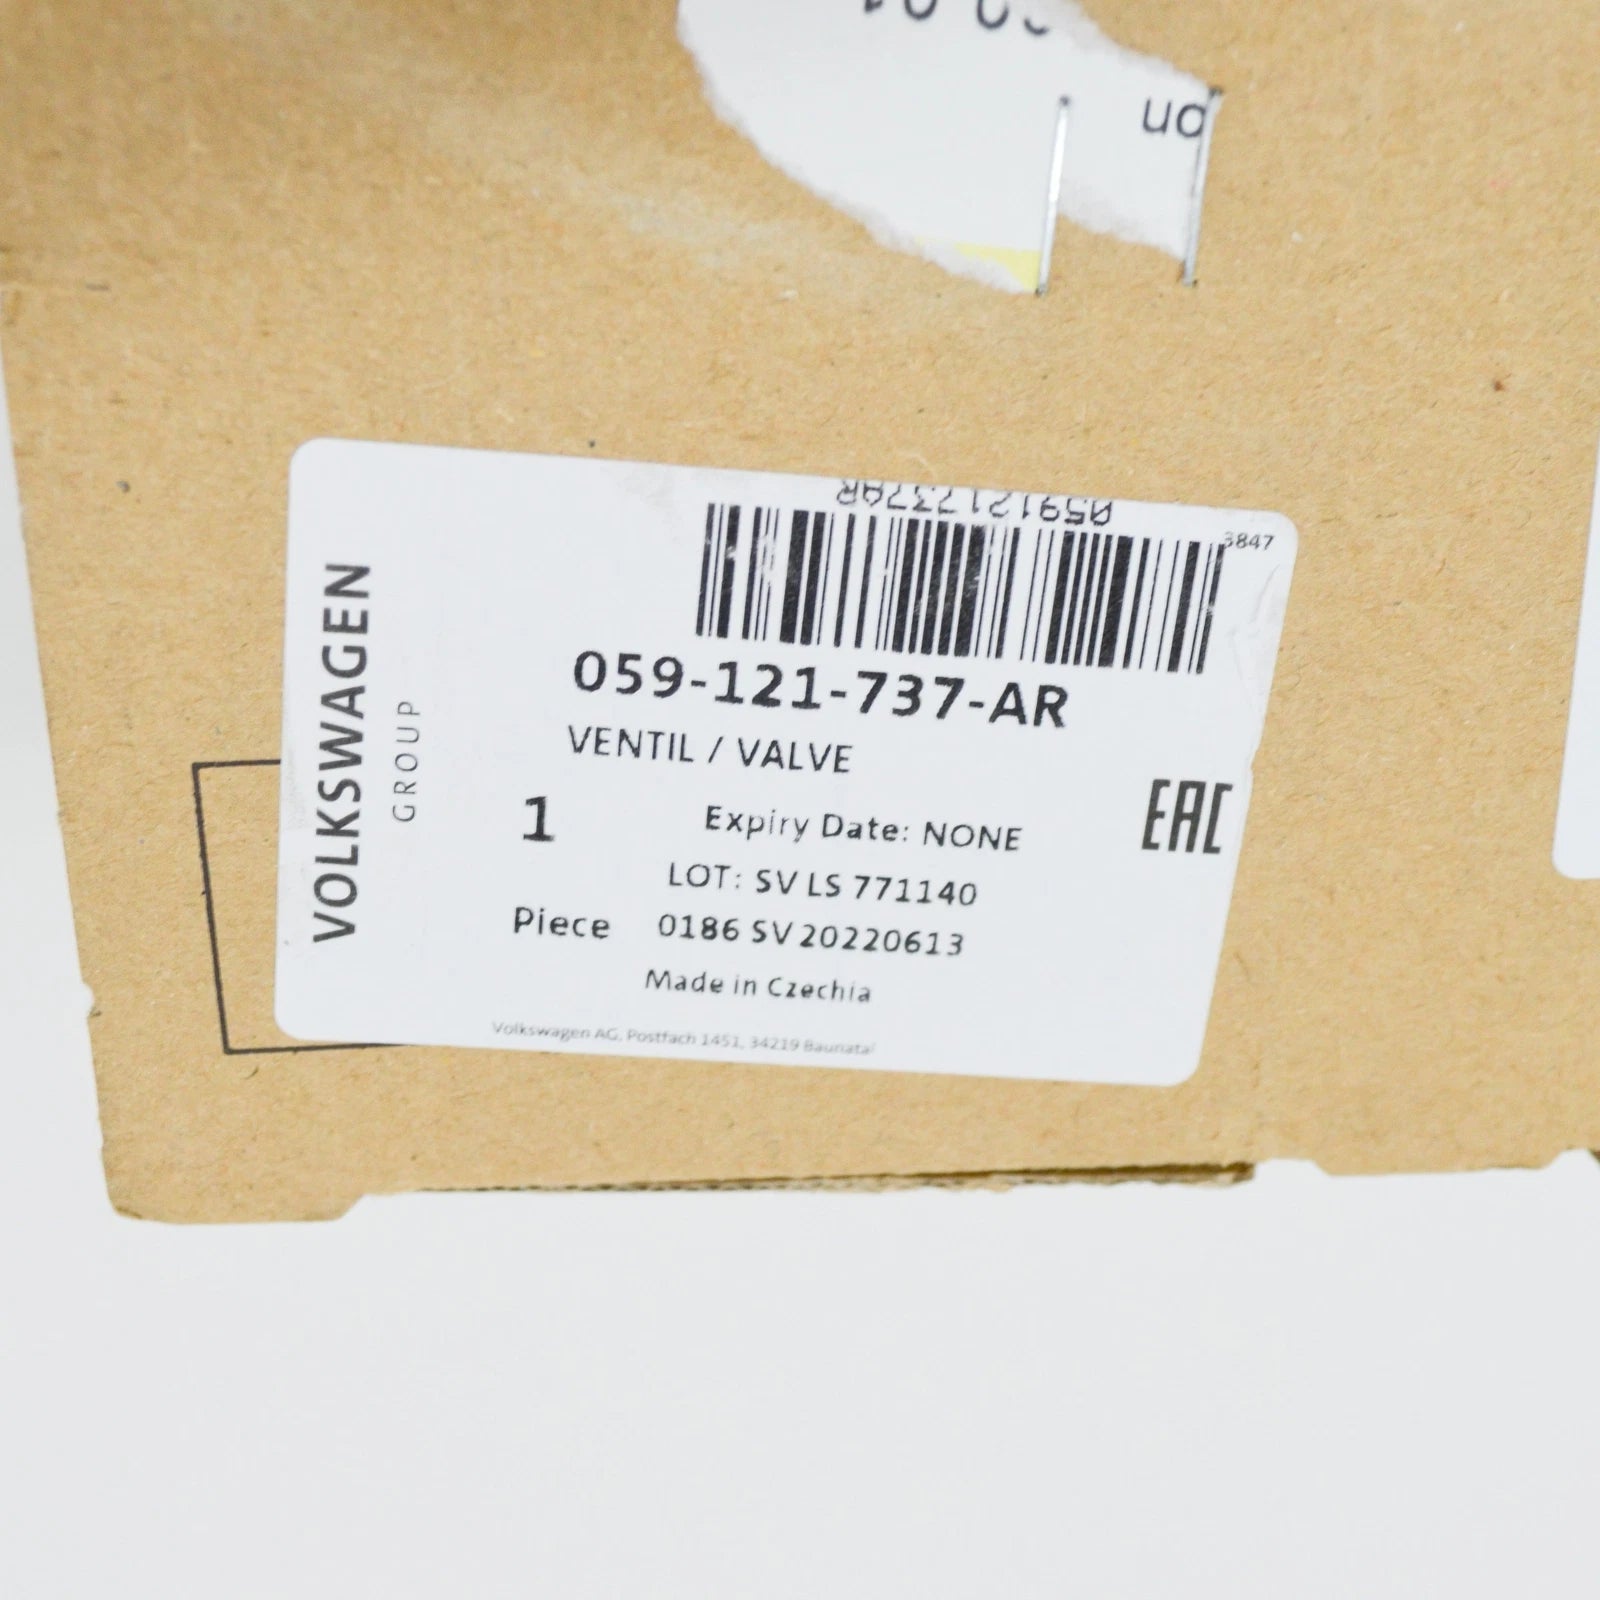 on
VOLKSWAGEN
GROUP
059121737AR
3847
059-121-737-AR
VENTIL / VALVE
1
Expiry Date: NONE
EAC
LOT: SV LS 771140
Piece
0186 SV 20220613
Made in Czechia
Volkswagen AG, Postfach 1451, 34219 Baunatal